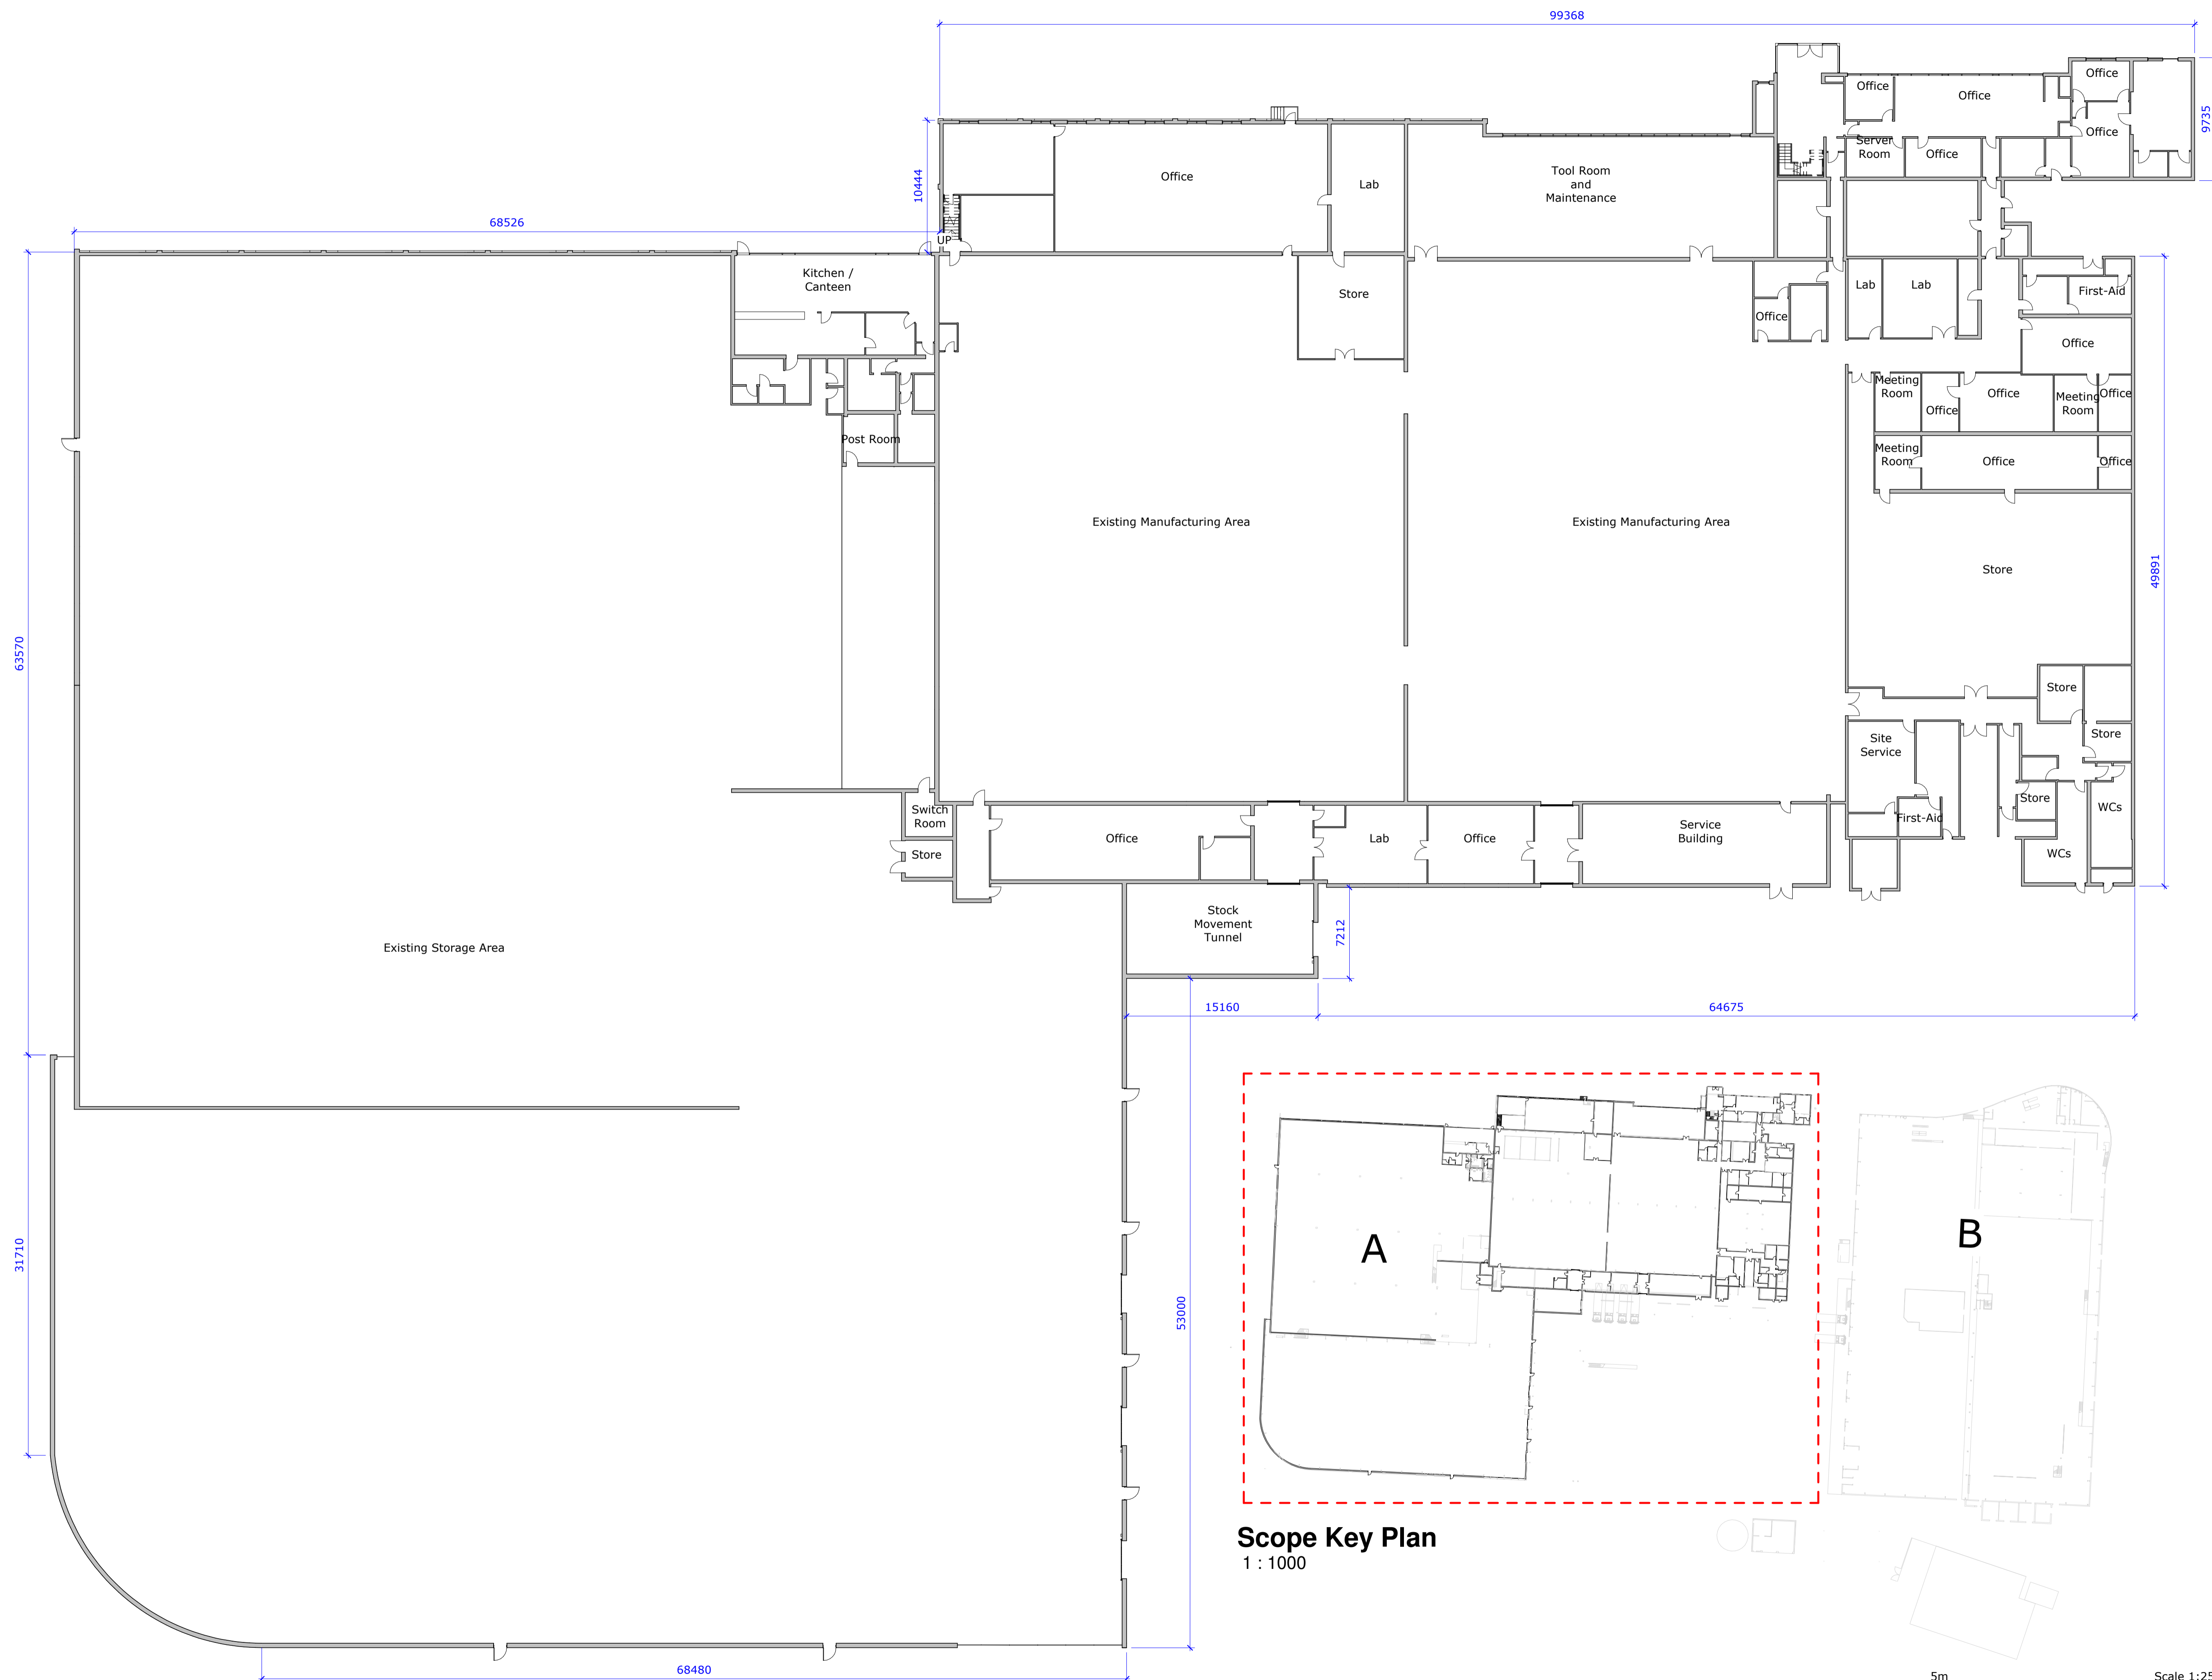 99368
9735
Office
Office
Office
Office
Server
Room
Office
10444
Office
Lab
Tool Room
and
Maintenance
68526
UP
Kitchen /
Canteen
Store
Office
Lab
Lab
First-Aid
Office
Meeting
Room
Office
Office
Meeting
Room
Office
Post Room
Meeting
Room
Office
Office
Existing Manufacturing Area
Existing Manufacturing Area
Store
49891
63570
Store
Store
Site
Service
Switch
Room
Office
Lab
Office
Service
Building
First-Aid
Store
WCs
WCs
Store
Stock
Movement
Tunnel
7212
Existing Storage Area
15160
64675
A
B
31710
53000
Scope Key Plan
1 : 1000
68480
5m